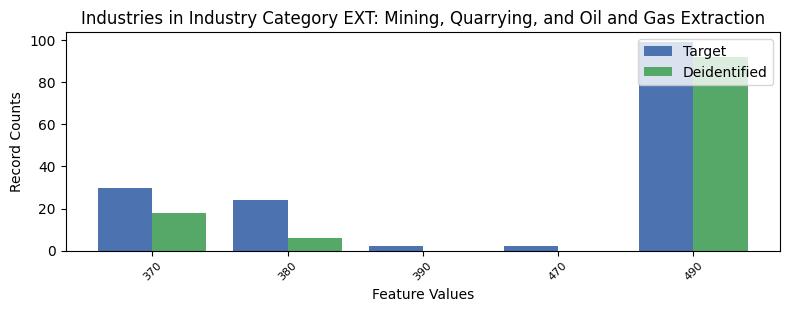 Industries in Industry Category EXT: Mining, Quarrying, and Oil and Gas Extraction
Target
Deidentified
Record Counts
100
80
60
40
20
0
370
380
390
470
490
Feature Values